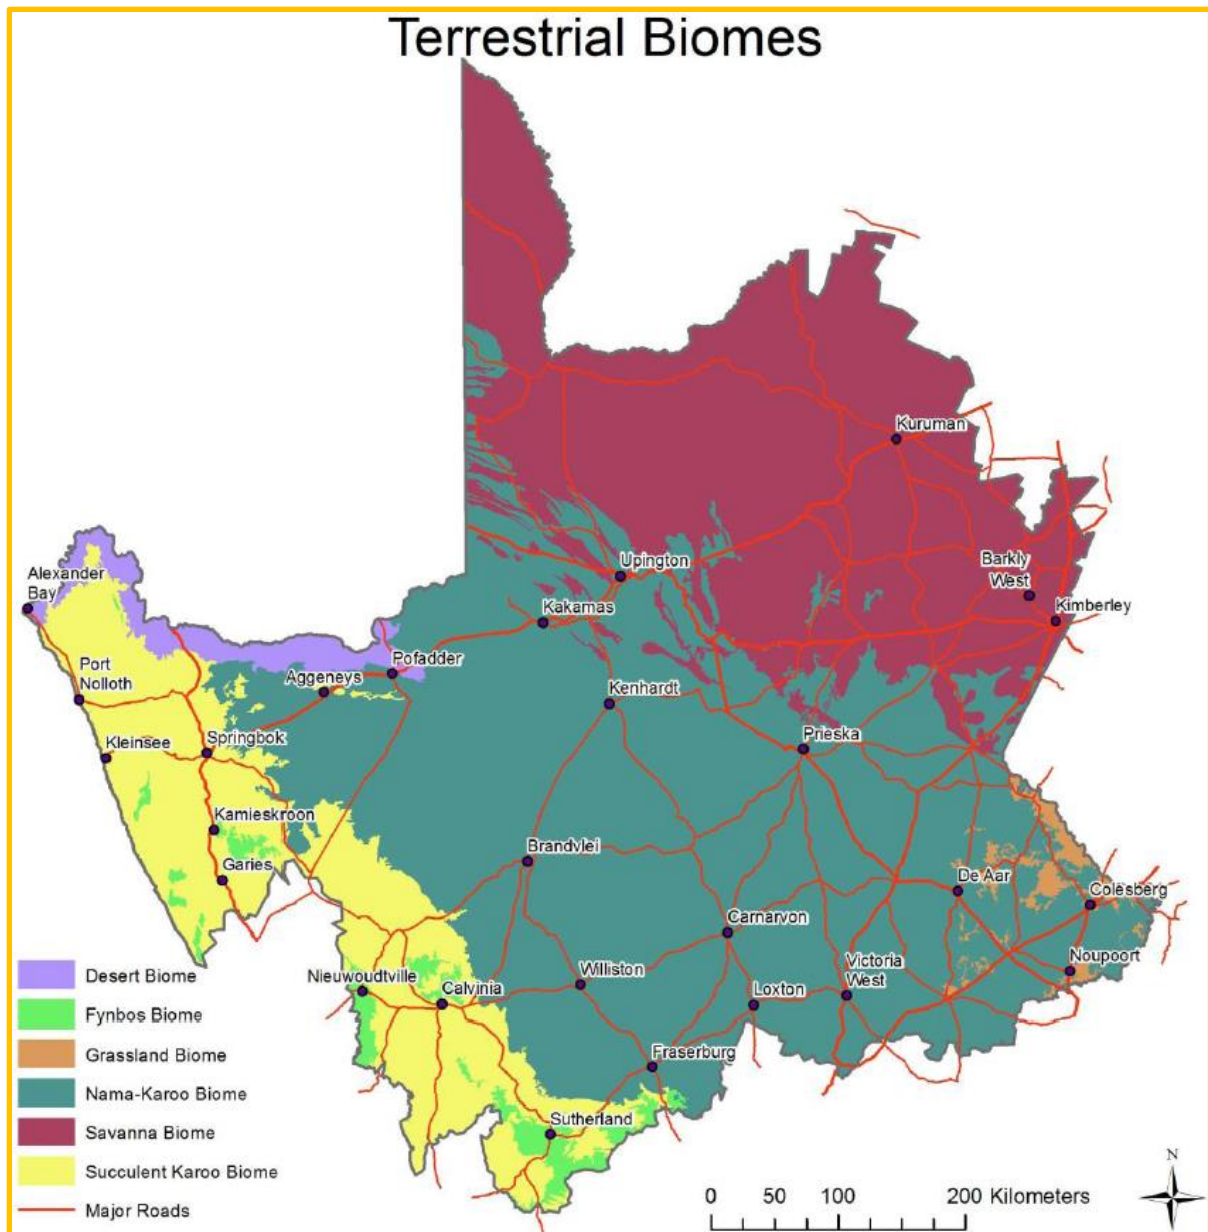 Terrestrial Biomes
Kuruman
Upington
Barkly
West
Alexander
Bay
Kakamas
Kimberley
Pofadder
Port
Nolloth
Aggeneys
Kenhardt
Kleinsee
Springbok
Prieska
Kamieskroon
Garies
Brandvlei
De Aar
Colesberg
Carnarvon
Nieuwoudtville
Calvinia
Williston
Victoria
West
Noupoort
Loxton
Fraserburg
Sutherland
Desert Biome
Fynbos Biome
Grassland Biome
Nama-Karoo Biome
Savanna Biome
Succulent Karoo Biome
Major Roads
0 50 100 200 Kilometers
N